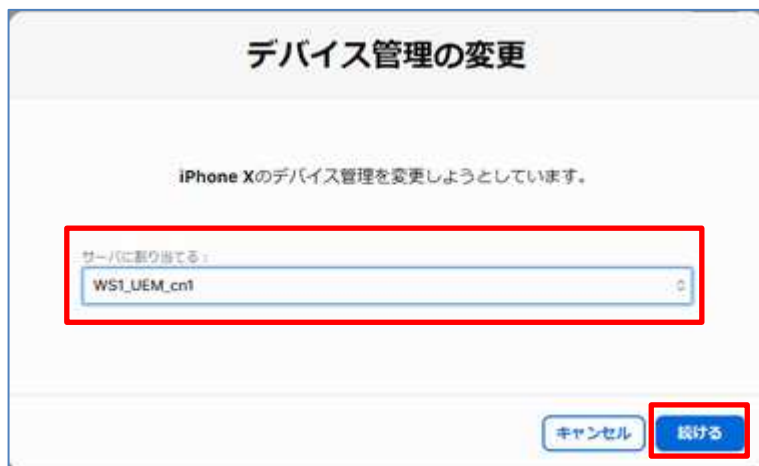 デバイス管理の変更
iPhone Xのデバイス管理を変更しようとしています。
サーバに割り当てる：
WS1_UEM_cn1
キャンセル
続ける